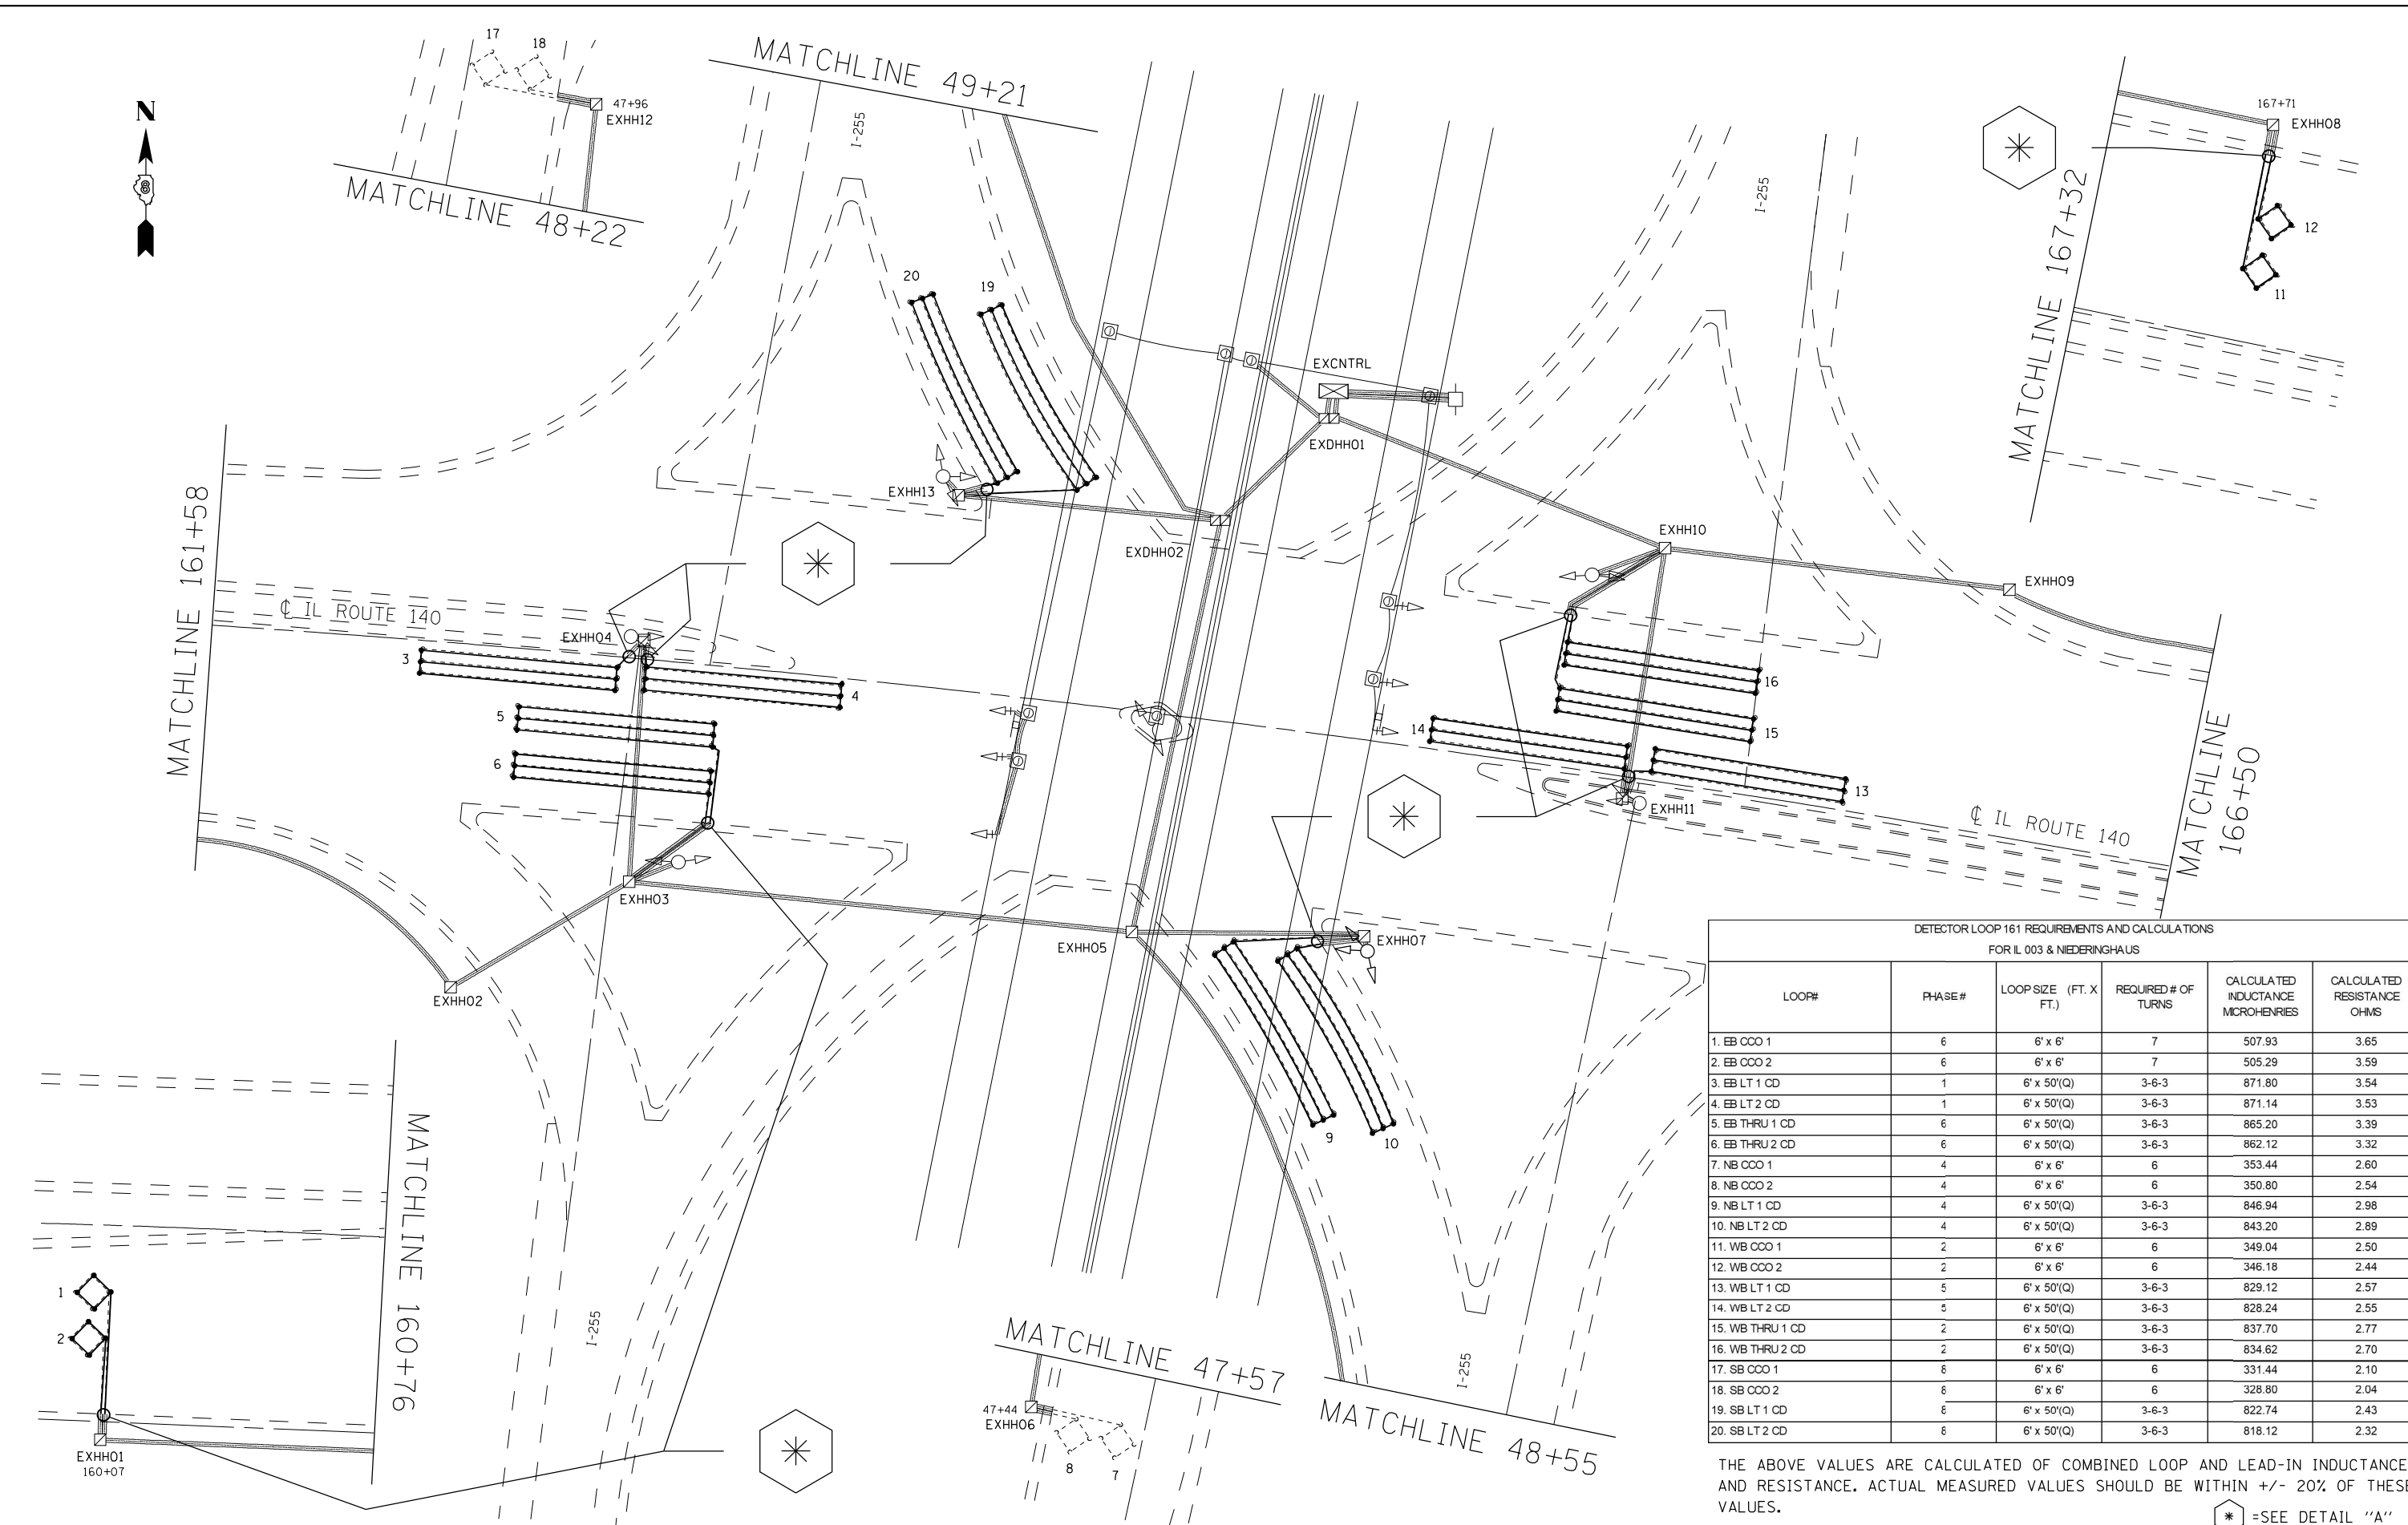 17
18
47+96
EXHH12
MATCHLINE 48+22
N
8
MATCHLINE 49+21
I-255
I-255
167+71
EXHH08
12
11
MATCHLINE 167+32
20
19
EXCNTRL
EXDHH01
EXHH13
EXDHH02
EXHH10
EXHH09
MATCHLINE 161+58
℄ IL ROUTE 140
EXHH04
3
4
5
6
16
15
14
13
EXHH11
℄ IL ROUTE 140
MATCHLINE
166+50
EXHH03
EXHH05
EXHH07
EXHH02
9
10
MATCHLINE 160+76
1
2
EXHH01
160+07
I-255
I-255
MATCHLINE 47+57
47+44
EXHH06
8
7
MATCHLINE 48+55
DETECTOR LOOP 161 REQUIREMENTS AND CALCULATIONS
FOR IL 003 & NIEDERINGHAUS
LOOP# PHASE # LOOP SIZE (FT. X FT.) REQUIRED # OF TURNS CALCULATED INDUCTANCE MICROHENRIES CALCULATED RESISTANCE OHMS
1. EB CCO 1 6 6' x 6' 7 507.93 3.65
2. EB CCO 2 6 6' x 6' 7 505.29 3.59
3. EB LT 1 CD 1 6' x 50'(Q) 3-6-3 871.80 3.54
4. EB LT 2 CD 1 6' x 50'(Q) 3-6-3 871.14 3.53
5. EB THRU 1 CD 6 6' x 50'(Q) 3-6-3 865.20 3.39
6. EB THRU 2 CD 6 6' x 50'(Q) 3-6-3 862.12 3.32
7. NB CCO 1 4 6' x 6' 6 353.44 2.60
8. NB CCO 2 4 6' x 6' 6 350.80 2.54
9. NB LT 1 CD 4 6' x 50'(Q) 3-6-3 846.94 2.98
10. NB LT 2 CD 4 6' x 50'(Q) 3-6-3 843.20 2.89
11. WB CCO 1 2 6' x 6' 6 349.04 2.50
12. WB CCO 2 2 6' x 6' 6 346.18 2.44
13. WB LT 1 CD 5 6' x 50'(Q) 3-6-3 829.12 2.57
14. WB LT 2 CD 5 6' x 50'(Q) 3-6-3 828.24 2.55
15. WB THRU 1 CD 2 6' x 50'(Q) 3-6-3 837.70 2.77
16. WB THRU 2 CD 2 6' x 50'(Q) 3-6-3 834.62 2.70
17. SB CCO 1 8 6' x 6' 6 331.44 2.10
18. SB CCO 2 8 6' x 6' 6 328.80 2.04
19. SB LT 1 CD 8 6' x 50'(Q) 3-6-3 822.74 2.43
20. SB LT 2 CD 8 6' x 50'(Q) 3-6-3 818.12 2.32
THE ABOVE VALUES ARE CALCULATED OF COMBINED LOOP AND LEAD-IN INDUCTANCE
AND RESISTANCE. ACTUAL MEASURED VALUES SHOULD BE WITHIN +/- 20% OF THESE
VALUES.
* =SEE DETAIL "A"